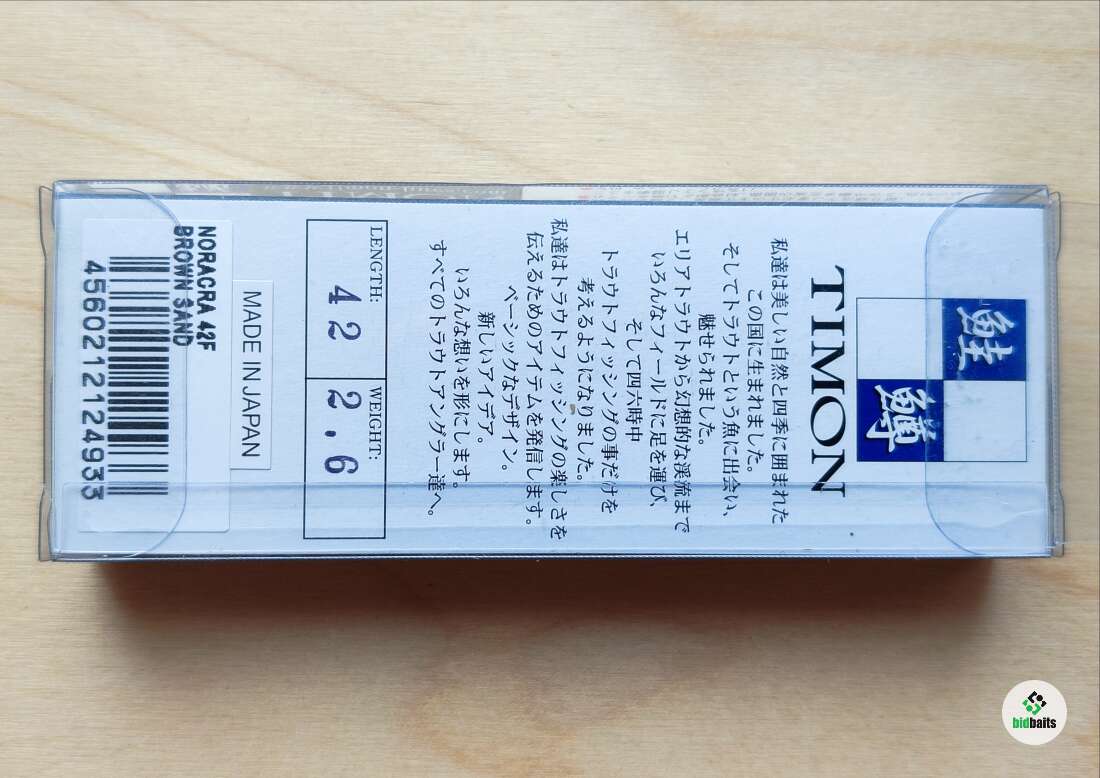 鮭
鱒
TIMON
私達は美しい自然と四季に囲まれた
この国に生まれました。
そしてトラウトという魚に出会い、
魅せられました。
エリアトラウトから幻想的な渓流まで
いろんなフィールドに足を運び、
そして四六時中
トラウトフィッシングの事だけを
考えるようになりました。
私達はトラウトフィッシングの楽しさを
伝えるためのアイテムを発信します。
ベーシックなデザイン。
新しいアイデア。
いろんな想いを形にします。
すべてのトラウトアングラー達へ。
LENGTH: WEIGHT:
42 2.6
MADE IN JAPAN
NORACRA 42F
BROWN SAND
4560212124933
bidbaits